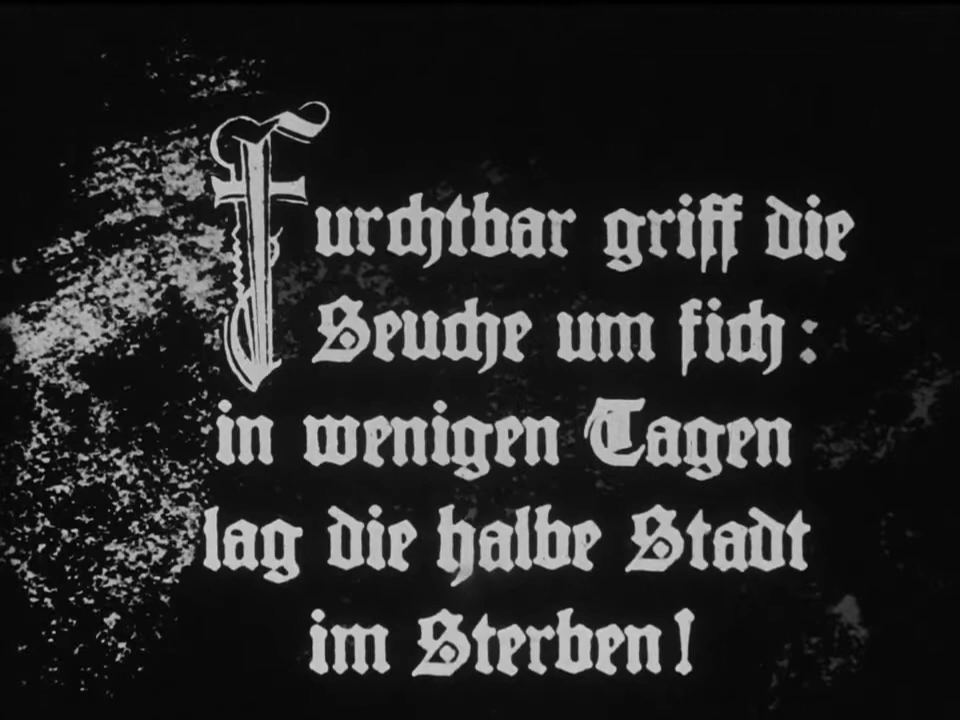 Furchtbar griff die
Seuche um sich:
in wenigen Tagen
lag die halbe Stadt
im Sterben!